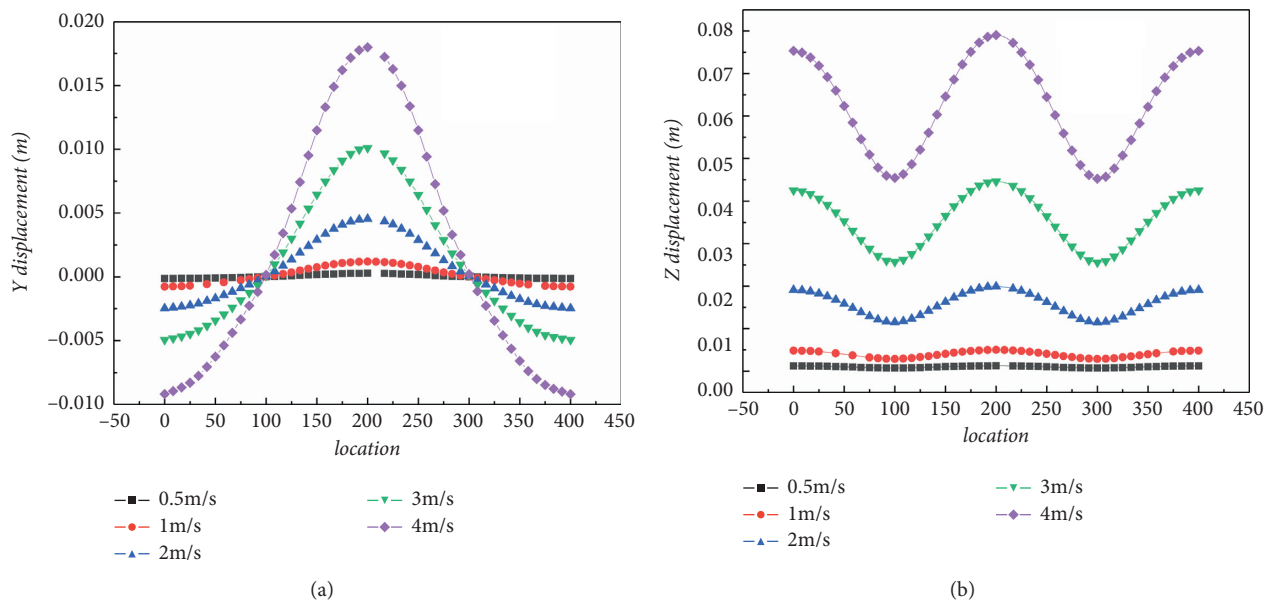 0.020
0.015
0.010
0.005
0.000
−0.005
−0.010
Y displacement (m)
−50 0 50 100 150 200 250 300 350 400 450
location
0.5m/s
1m/s
2m/s
3m/s
4m/s
(a)
0.08
0.07
0.06
0.05
0.04
0.03
0.02
0.01
0.00
Z displacement (m)
−50 0 50 100 150 200 250 300 350 400 450
location
0.5m/s
1m/s
2m/s
3m/s
4m/s
(b)